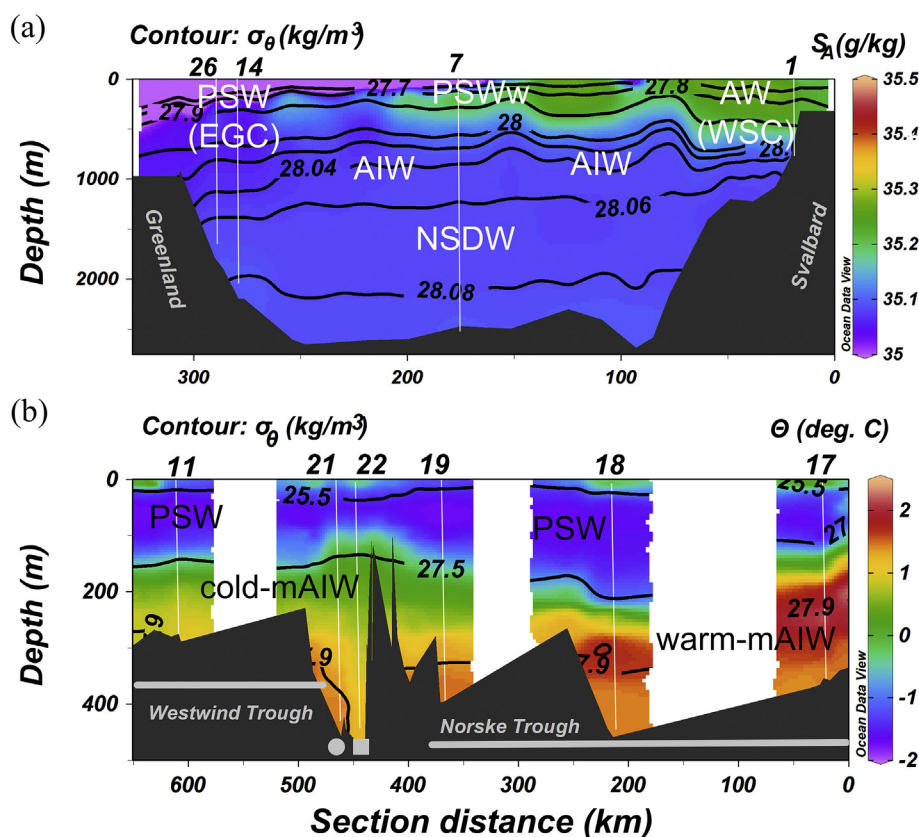 (a)
Contour: σθ (kg/m³) S_A (g/kg)
26 14 7 1
0
1000
2000
Depth (m)
27.9 27.7 27.8
PSW
(EGC)
PSWw
AW
(WSC)
28 28.
28.04 AIW AIW
28.06
NSDW
28.08
Greenland
Svalbard
Ocean Data View
35.5
35.4
35.3
35.2
35.1
35
300 200 100 0
(b)
Contour: σθ (kg/m³) Θ (deg. C)
11 21 22 19 18 17
0
200
400
Depth (m)
25.5 25.5
PSW PSW
27.5 27.9
cold-mAIW
warm-mAIW
Westwind Trough
Norske Trough
Ocean Data View
2
1
0
-1
-2
600 500 400 300 200 100 0
Section distance (km)